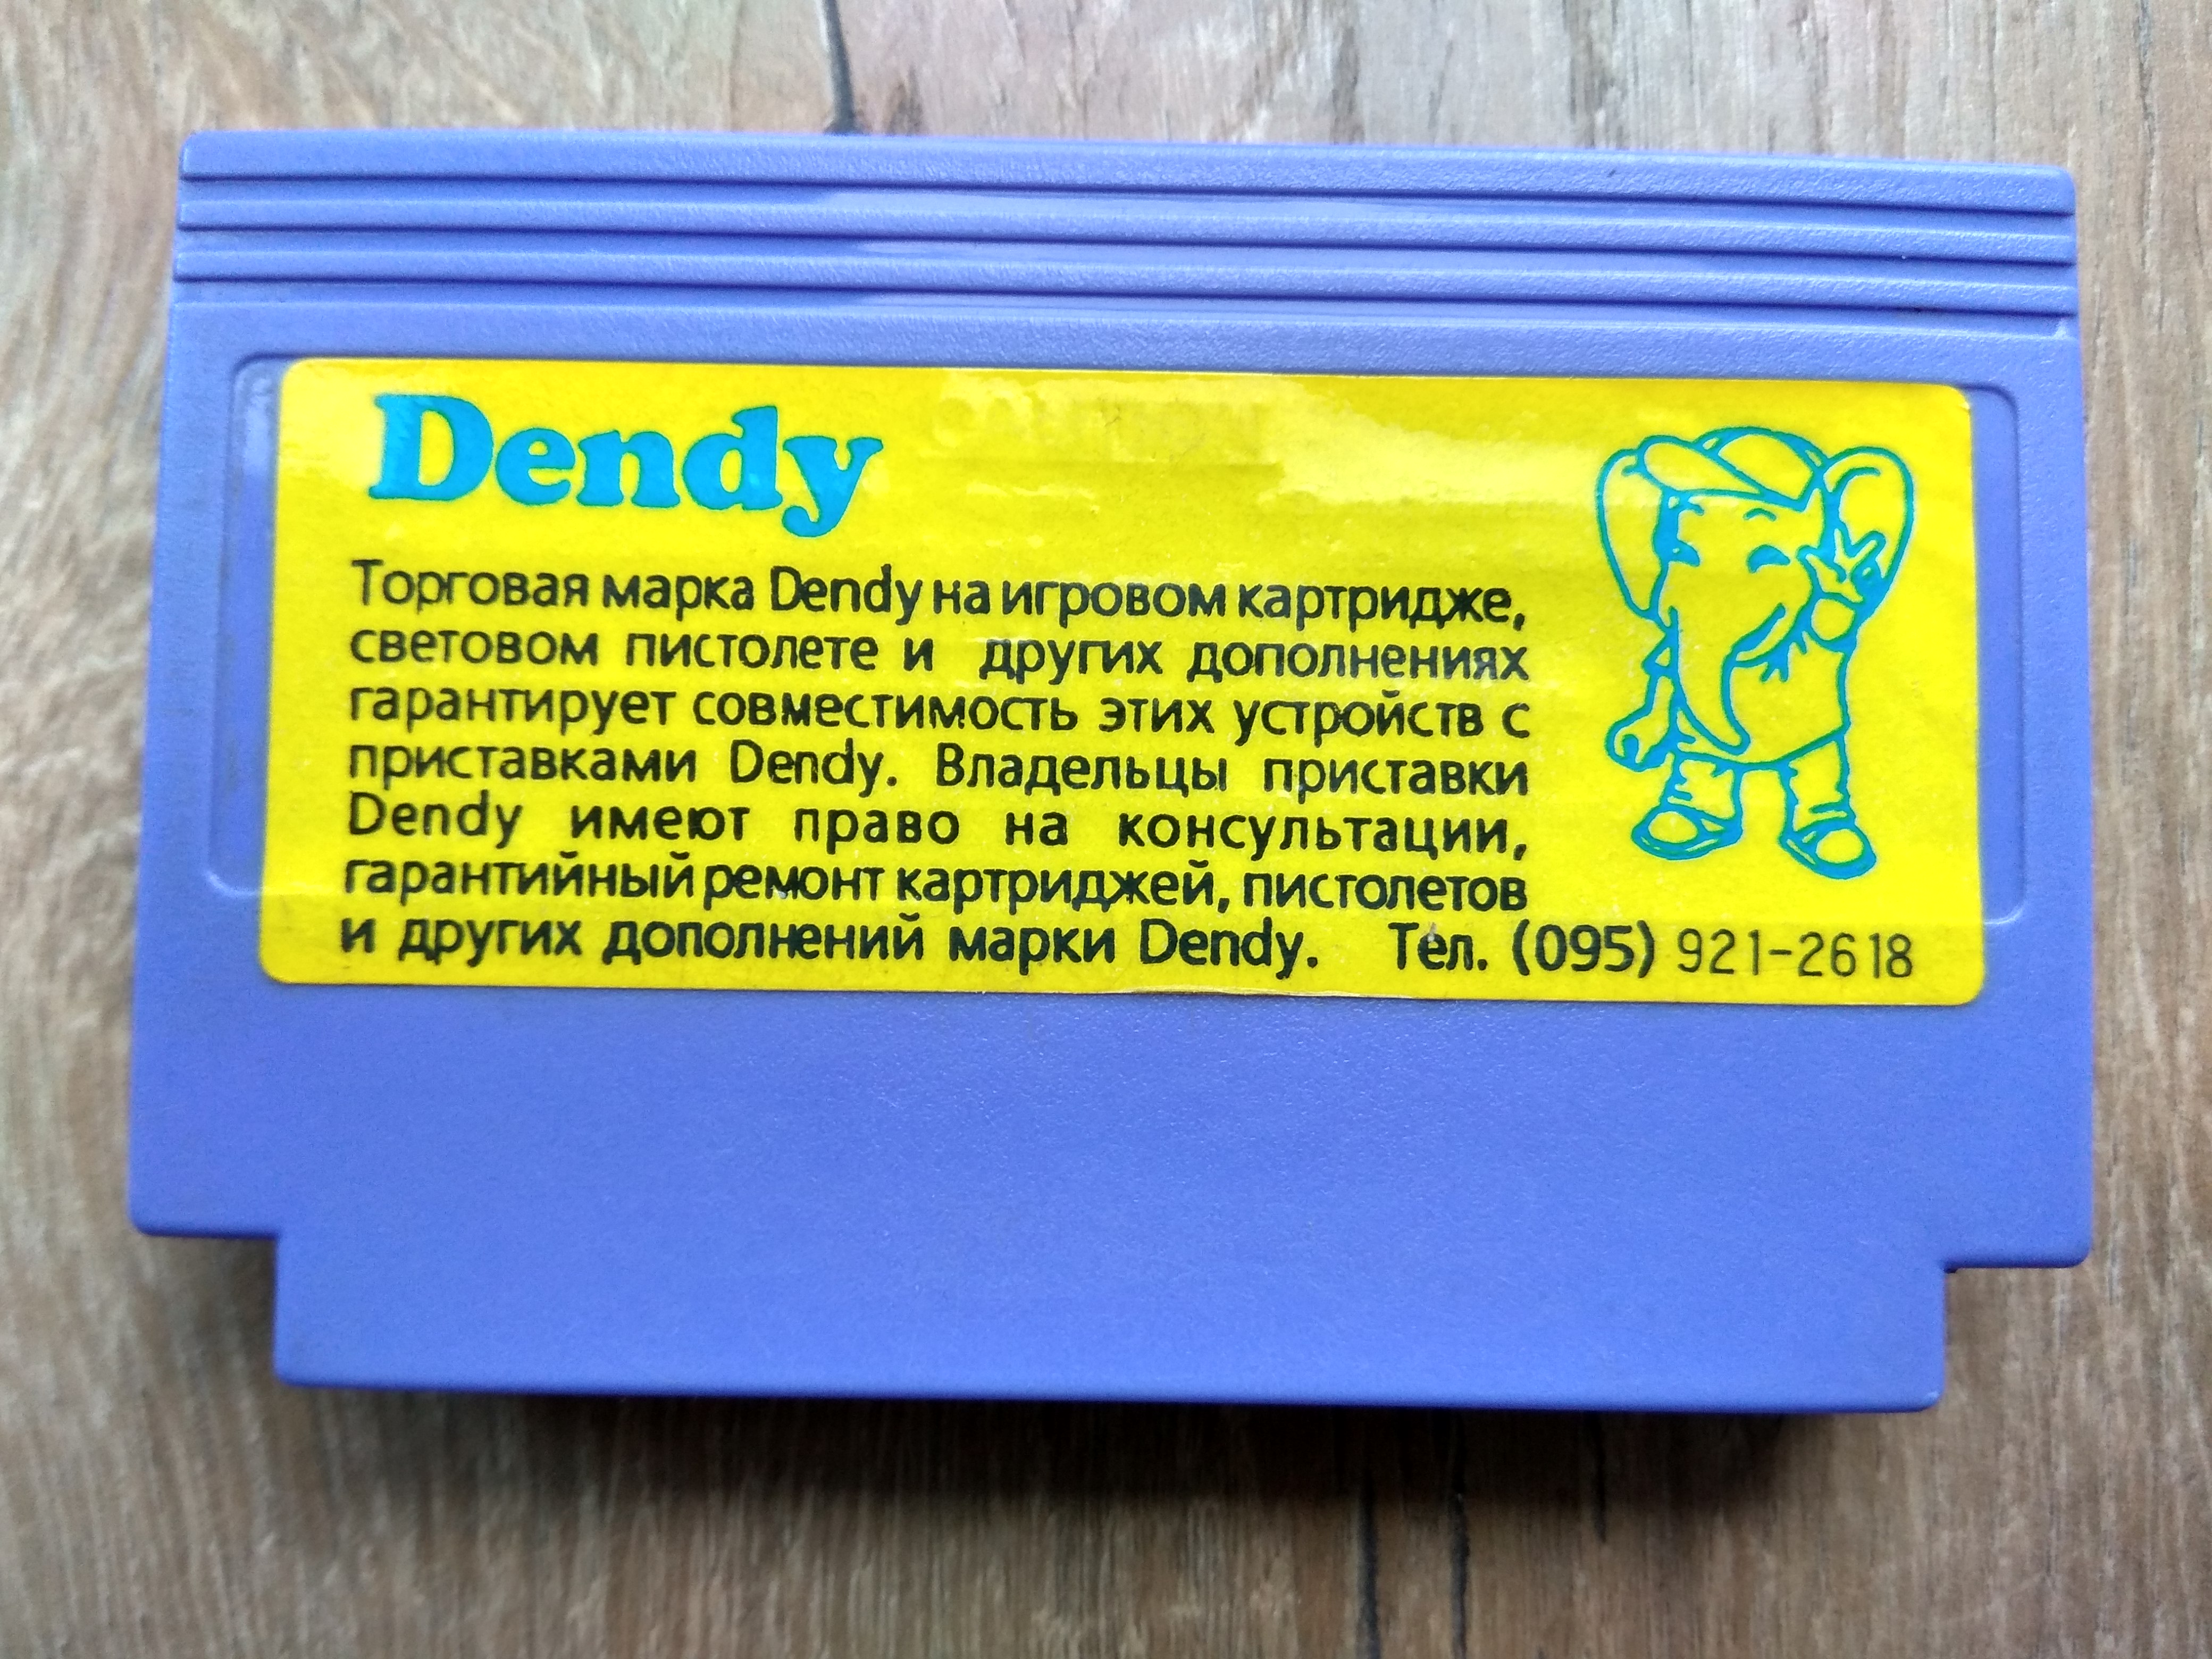 Dendy
Торговая марка Dendy на игровом картридже,
световом пистолете и других дополнениях
гарантирует совместимость этих устройств с
приставками Dendy. Владельцы приставки
Dendy имеют право на консультации,
гарантийный ремонт картриджей, пистолетов
и других дополнений марки Dendy. Тел. (095) 921-2618